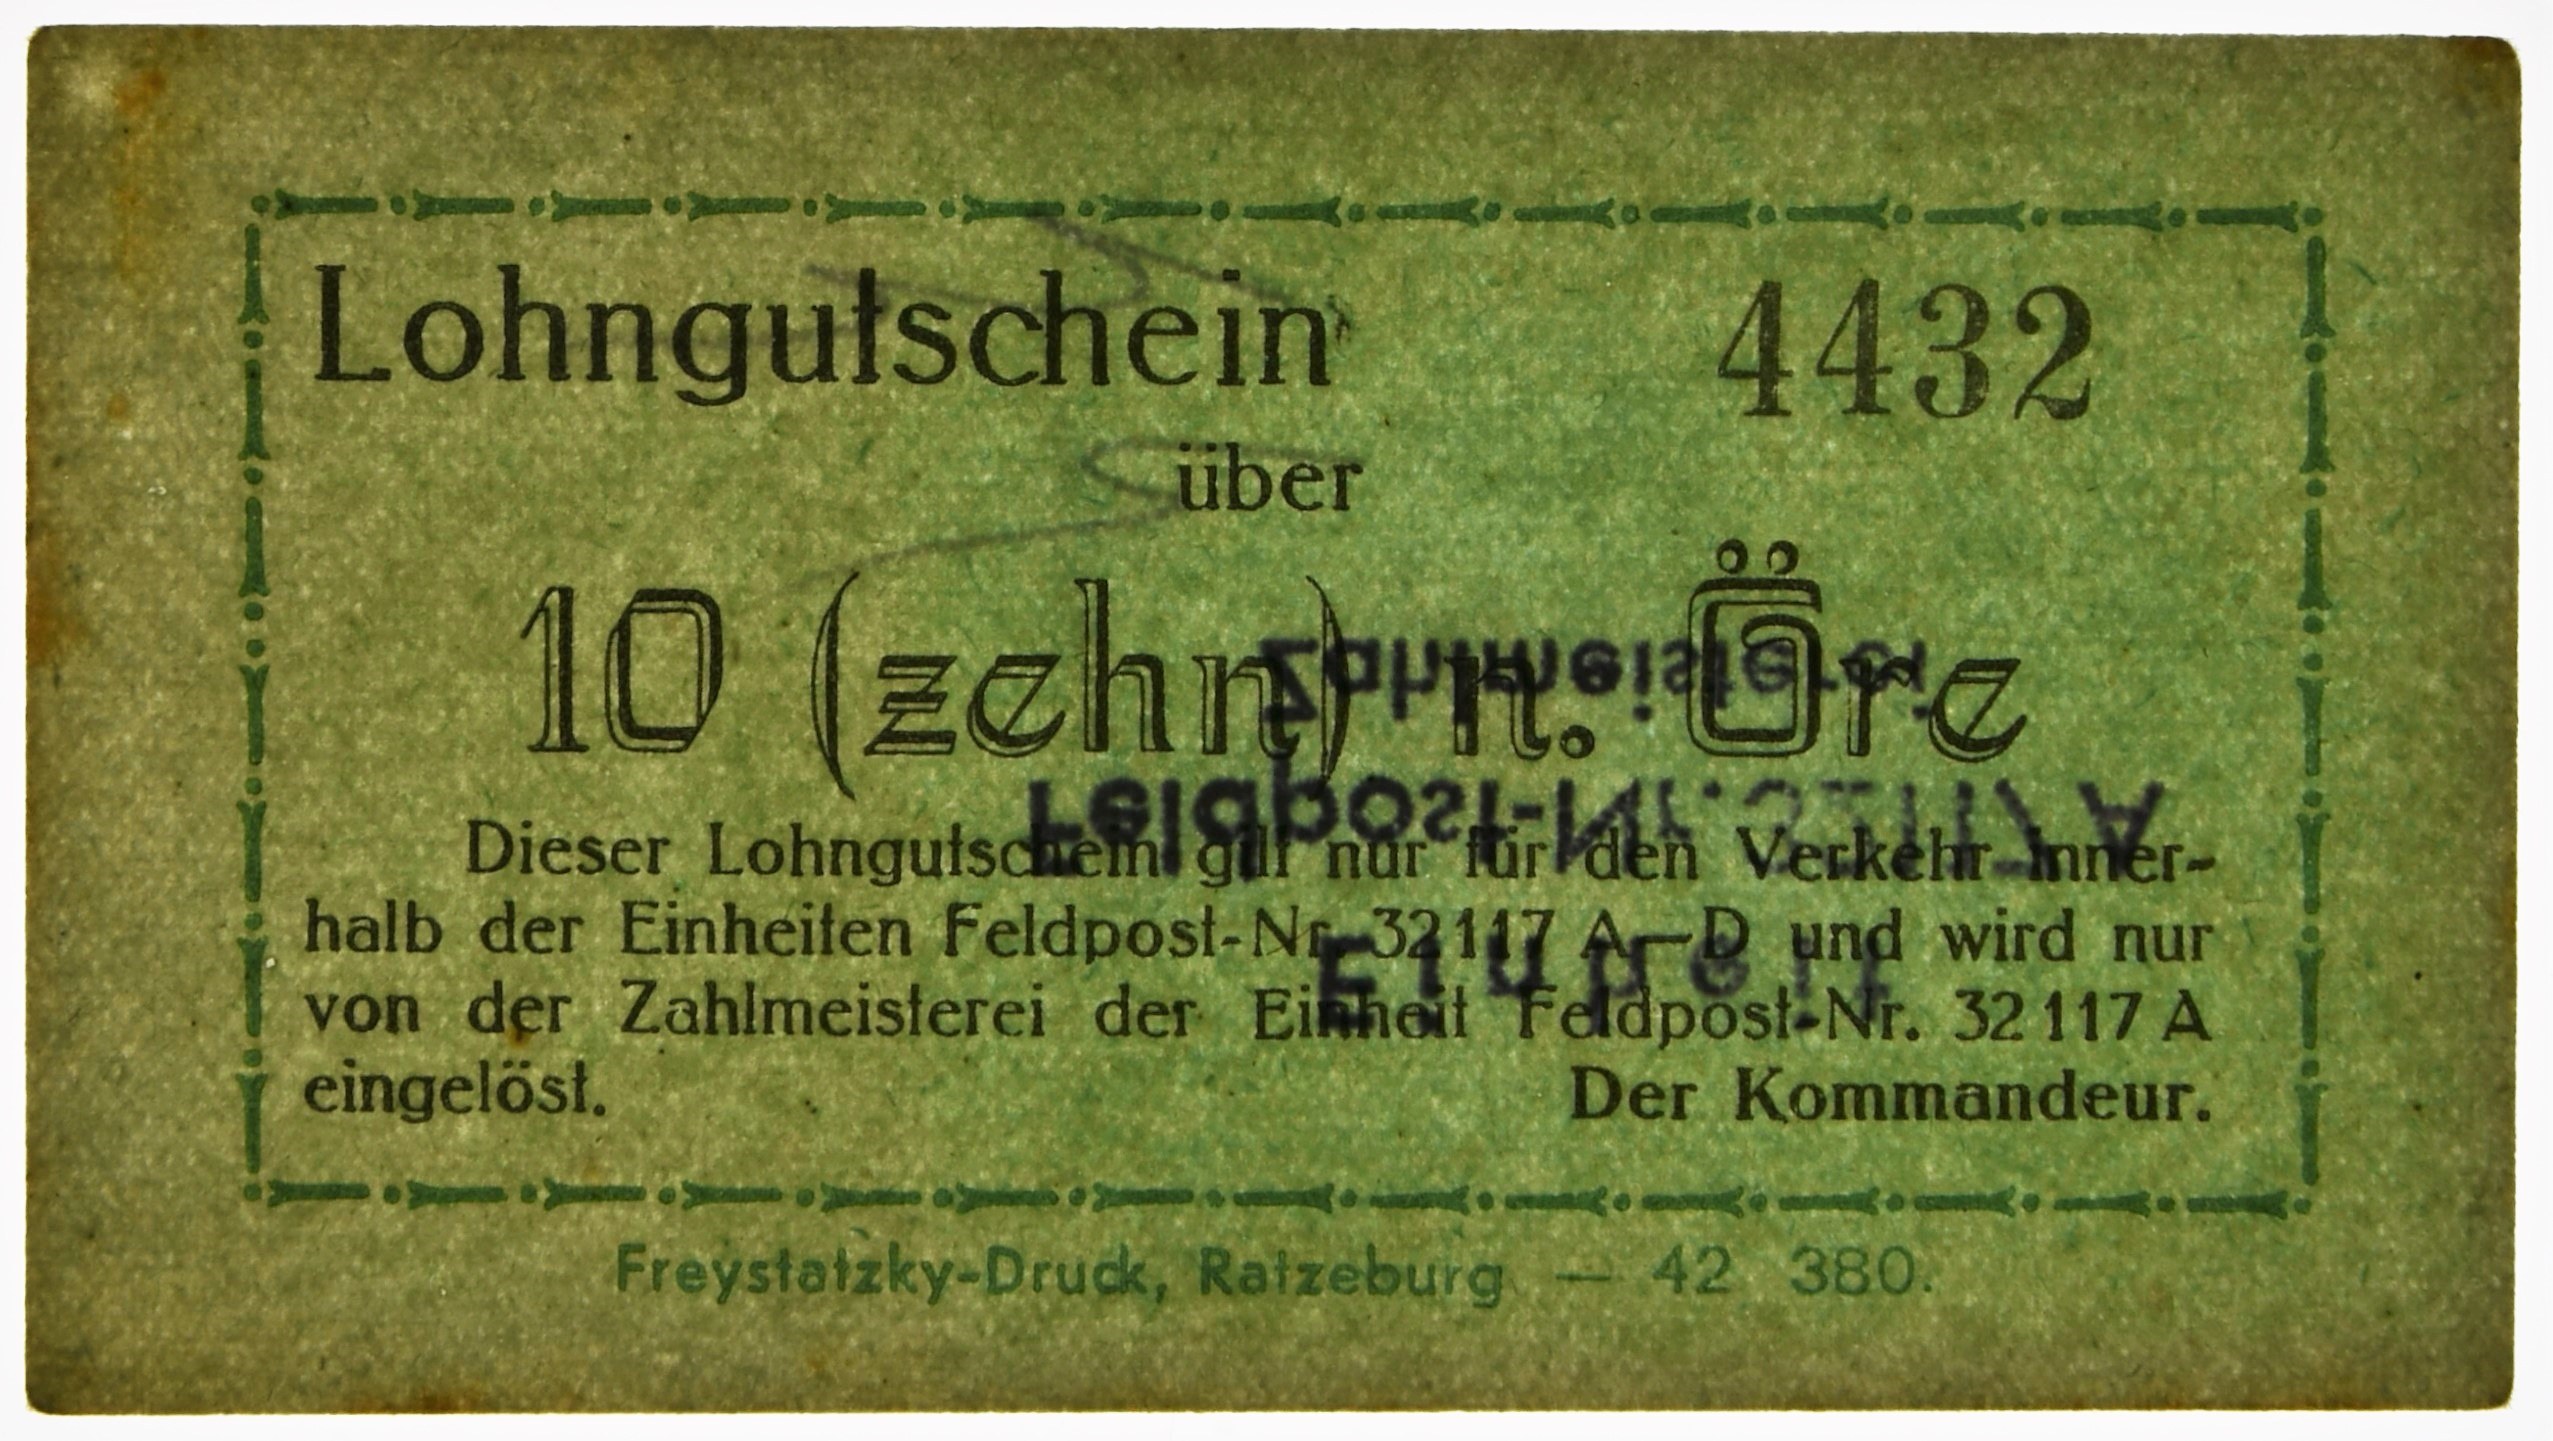 Lohngutschein 4432
über
10 (zehn) n. Öre
Dieser Lohngutschein gilt nur für den Verkehr inner-
halb der Einheiten Feldpost-Nr. 32117 A—D und wird nur
von der Zahlmeisterei der Einheit Feldpost-Nr. 32117 A
eingelöst. Der Kommandeur.
Freystatzky-Druck, Ratzeburg — 42 380.
Einheit
Feldpost-Nr. 32117 A
Zahlmeisterei